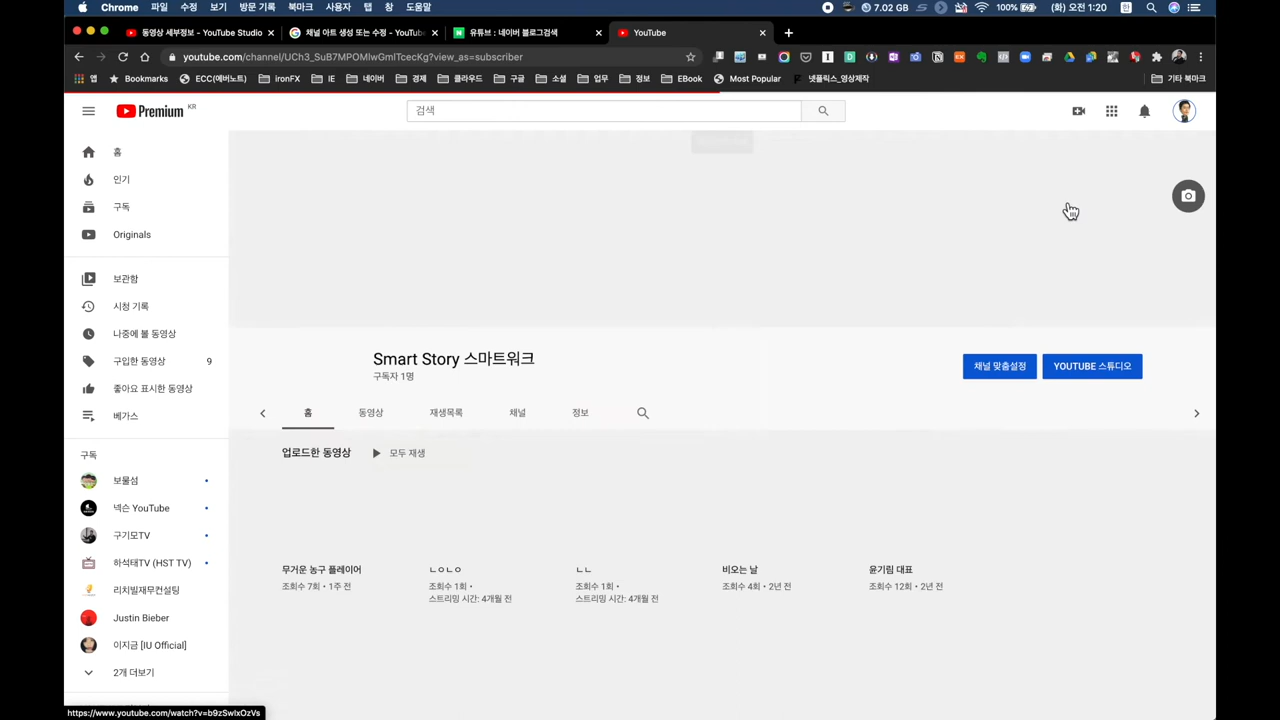 Chrome 파일 수정 보기 방문 기록 북마크 사용자 탭 창 도움말 7.02 GB 100% (화) 오전 1:20
동영상 세부정보 - YouTube Studio 채널 아트 생성 또는 수정 - YouTu 유튜브 : 네이버 블로그검색 YouTube
youtube.com/channel/UCh3_SuB7MPOMlwGmlTcecKg?view_as=subscriber
앱 Bookmarks ECC(에버노트) ironFX IE 네이버 경제 클라우드 구글 소셜 업무 정보 EBook Most Popular 넷플릭스_영상제작 기타 북마크
Premium KR
검색
홈
인기
구독
Originals
보관함
시청 기록
나중에 볼 동영상
구입한 동영상 9
좋아요 표시한 동영상
베가스
구독
보물섬
넥슨 YouTube
구기모TV
하석태TV (HST TV)
리치빌재무컨설팅
Justin Bieber
이지금 [IU Official]
2개 더보기
Smart Story 스마트워크
구독자 1명
채널 맞춤설정 YOUTUBE 스튜디오
홈 동영상 재생목록 채널 정보
업로드한 동영상 모두 재생
무거운 농구 플레이어 ㄴㅇㄴㅇ ㄴㄴ 비오는 날 윤기림 대표
조회수 7회 • 1주 전 조회수 1회 • 조회수 1회 • 조회수 4회 • 2년 전 조회수 12회 • 2년 전
스트리밍 시간: 4개월 전 스트리밍 시간: 4개월 전
https://www.youtube.com/watch?v=b9zSwIxOzVs